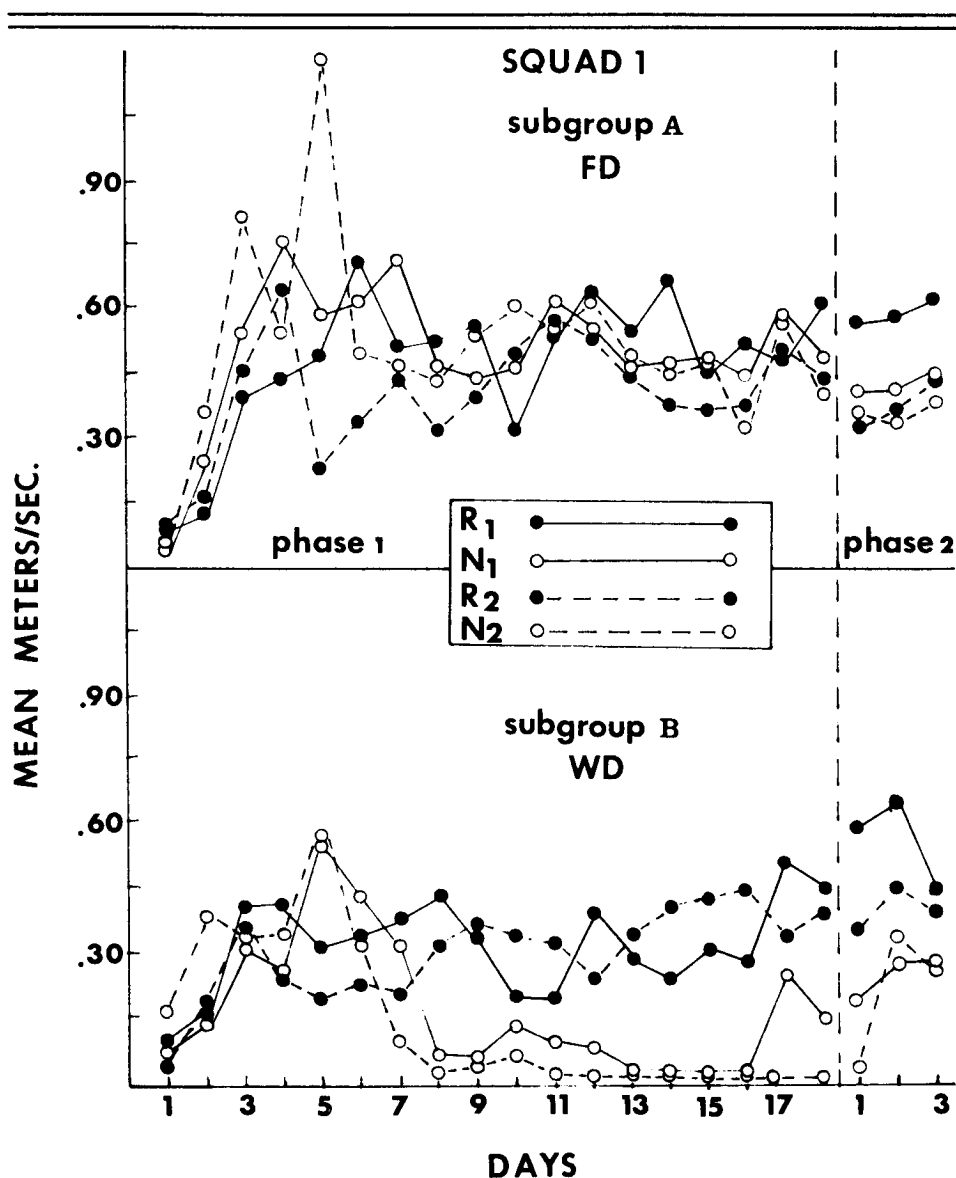 SQUAD 1
subgroup A
FD
.90
.60
.30
phase 1
phase 2
R1
N1
R2
N2
MEAN METERS/SEC.
subgroup B
WD
.90
.60
.30
1 3 5 7 9 11 13 15 17 1 3
DAYS